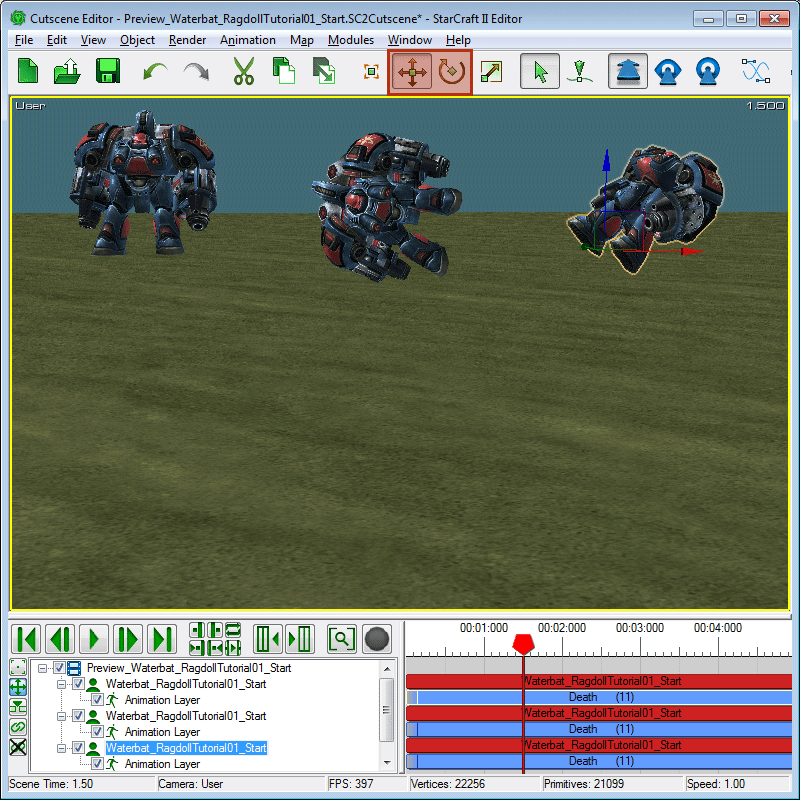 Cutscene Editor - Preview_Waterbat_RagdollTutorial01_Start.SC2Cutscene* - StarCraft II Editor
File Edit View Object Render Animation Map Modules Window Help
User 1.500
00:01:000 00:02:000 00:03:000 00:04:000
Preview_Waterbat_RagdollTutorial01_Start
Waterbat_RagdollTutorial01_Start Waterbat_RagdollTutorial01_Start
Animation Layer Death (11)
Waterbat_RagdollTutorial01_Start Waterbat_RagdollTutorial01_Start
Animation Layer Death (11)
Waterbat_RagdollTutorial01_Start Waterbat_RagdollTutorial01_Start
Animation Layer Death (11)
Scene Time: 1.50 Camera: User FPS: 397 Vertices: 22256 Primitives: 21099 Speed: 1.00